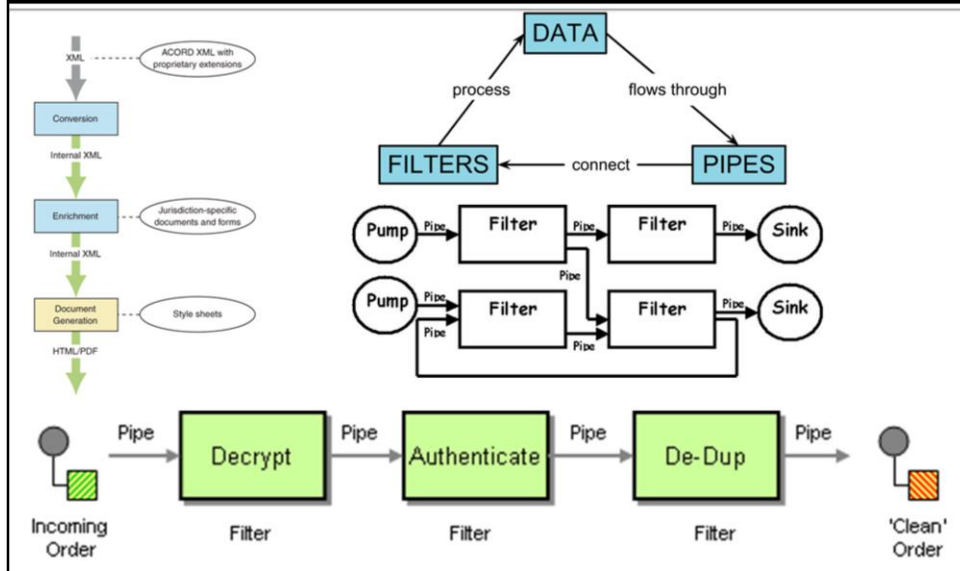 XML
ACORD XML with
proprietary extensions
Conversion
Internal XML
Enrichment
Jurisdiction-specific
documents and forms
Internal XML
Document
Generation
Style sheets
HTML/PDF
DATA
process
flows through
FILTERS
connect
PIPES
Pump
Pipe
Filter
Pipe
Filter
Pipe
Sink
Pipe
Pump
Pipe
Pipe
Filter
Pipe
Filter
Pipe
Sink
Pipe
Pipe
Pipe
Pipe
Decrypt
Authenticate
De-Dup
Incoming
Order
Filter
Filter
Filter
'Clean'
Order